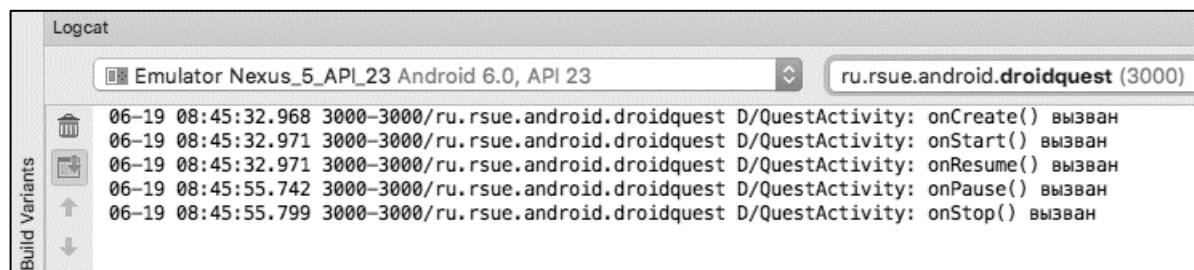 Logcat
Emulator Nexus_5_API_23 Android 6.0, API 23
ru.rsue.android.droidquest (3000)
06-19 08:45:32.968 3000-3000/ru.rsue.android.droidquest D/QuestActivity: onCreate() вызван
06-19 08:45:32.971 3000-3000/ru.rsue.android.droidquest D/QuestActivity: onStart() вызван
06-19 08:45:32.971 3000-3000/ru.rsue.android.droidquest D/QuestActivity: onResume() вызван
06-19 08:45:55.742 3000-3000/ru.rsue.android.droidquest D/QuestActivity: onPause() вызван
06-19 08:45:55.799 3000-3000/ru.rsue.android.droidquest D/QuestActivity: onStop() вызван
Build Variants